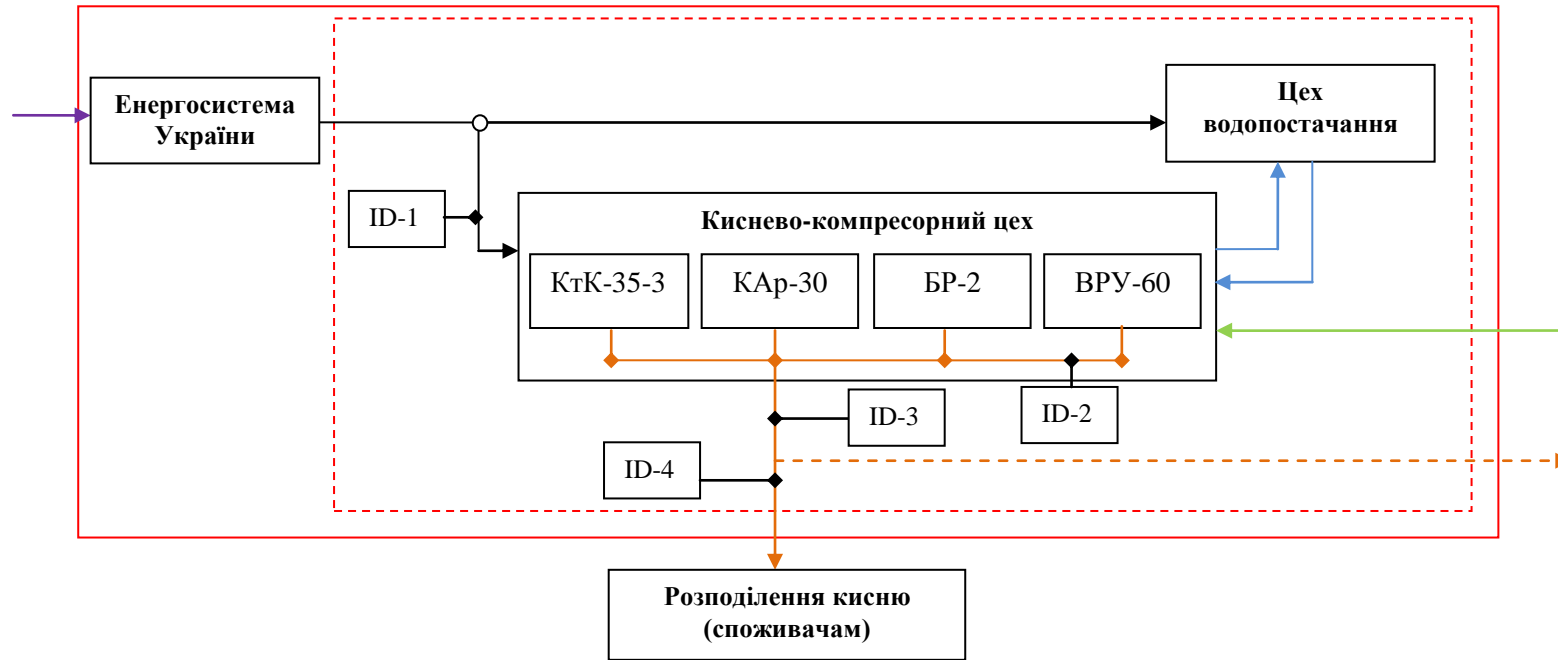 Енергосистема
України
Цех
водопостачання
ID-1
Киснево-компресорний цех
КтК-35-3
КАр-30
БР-2
ВРУ-60
ID-3
ID-2
ID-4
Розподілення кисню
(споживачам)